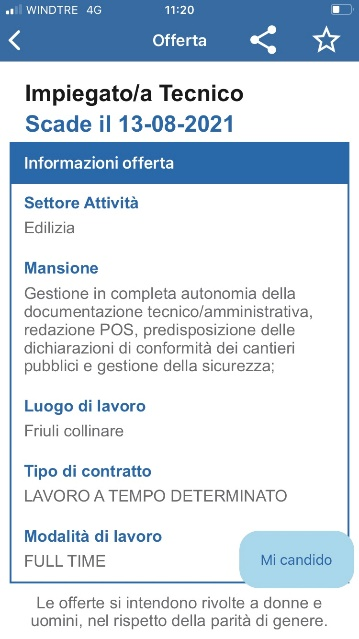 WINDTRE 4G 11:20
Offerta
Impiegato/a Tecnico
Scade il 13-08-2021
Informazioni offerta
Settore Attività
Edilizia
Mansione
Gestione in completa autonomia della
documentazione tecnico/amministrativa,
redazione POS, predisposizione delle
dichiarazioni di conformità dei cantieri
pubblici e gestione della sicurezza;
Luogo di lavoro
Friuli collinare
Tipo di contratto
LAVORO A TEMPO DETERMINATO
Modalità di lavoro
FULL TIME
Mi candido
Le offerte si intendono rivolte a donne e
uomini, nel rispetto della parità di genere.